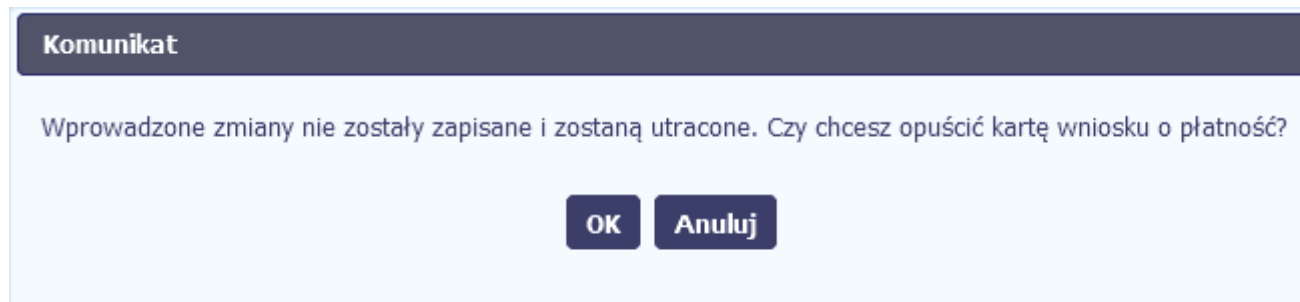 Komunikat
Wprowadzone zmiany nie zostały zapisane i zostaną utracone. Czy chcesz opuścić kartę wniosku o płatność?
OK Anuluj